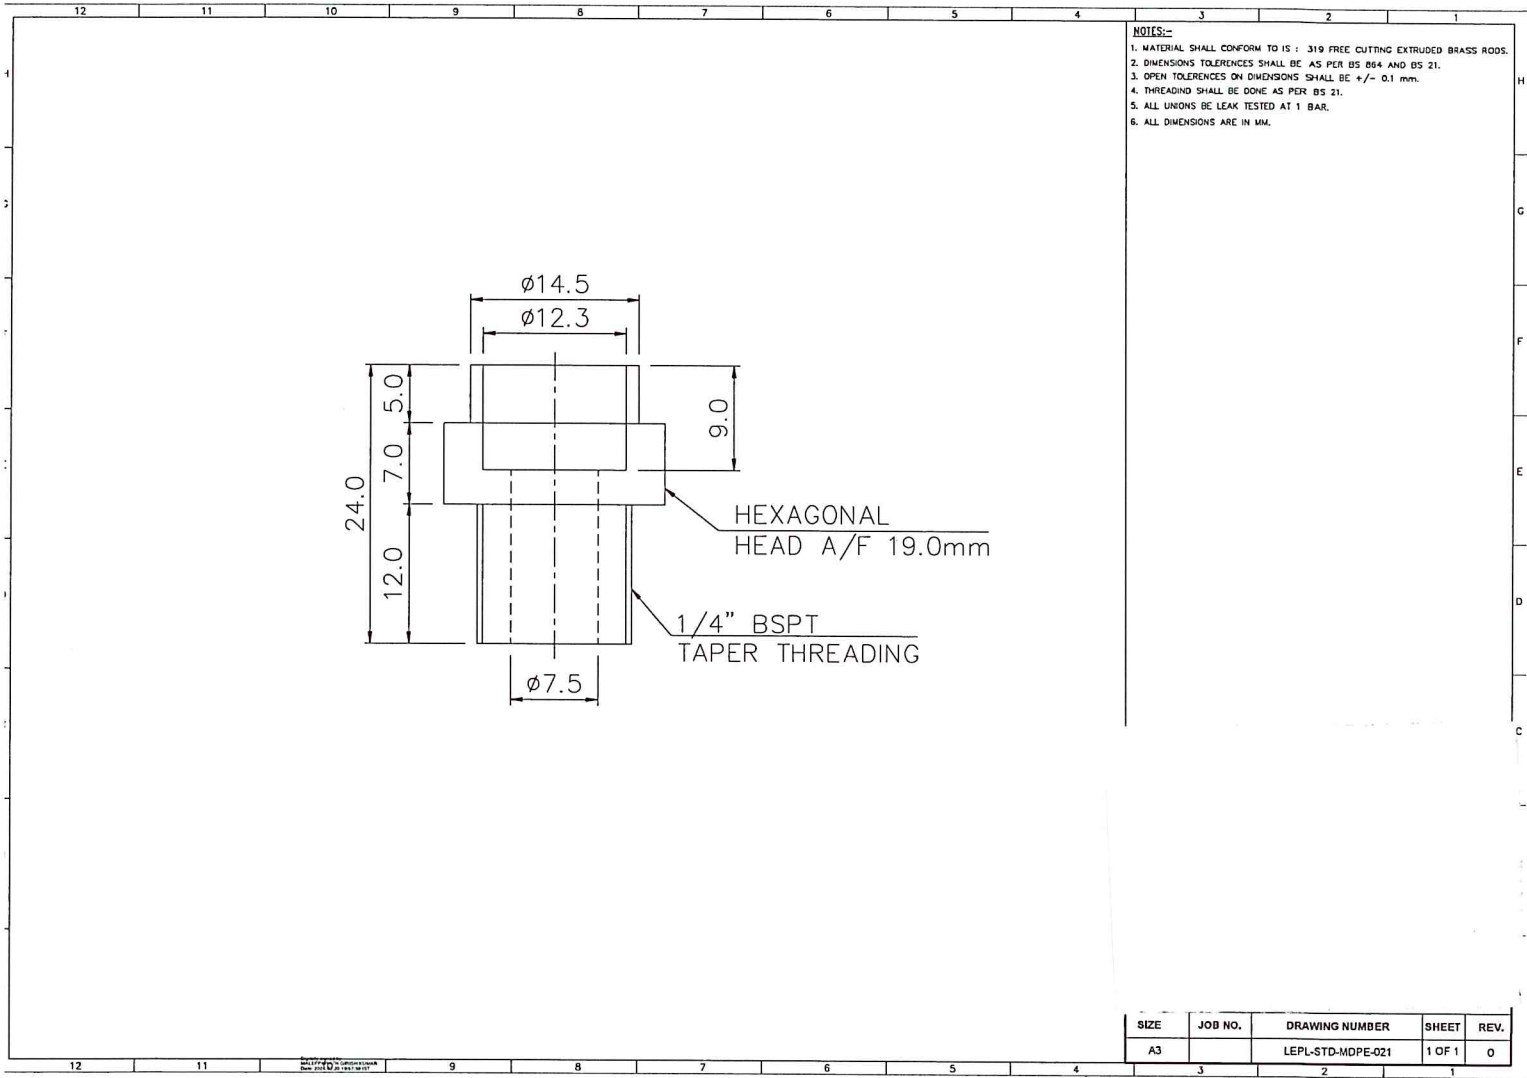 12 11 10 9 8 7 6 5 4 3 2 1
NOTES:-
1. MATERIAL SHALL CONFORM TO IS : 319 FREE CUTTING EXTRUDED BRASS RODS.
2. DIMENSIONS TOLERENCES SHALL BE AS PER BS 864 AND BS 21.
3. OPEN TOLERENCES ON DIMENSIONS SHALL BE +/- 0.1 mm.
4. THREADIND SHALL BE DONE AS PER BS 21.
5. ALL UNIONS BE LEAK TESTED AT 1 BAR.
6. ALL DIMENSIONS ARE IN MM.
H
G
F
E
D
C
ø14.5
ø12.3
5.0
9.0
7.0
24.0
12.0
HEXAGONAL
HEAD A/F 19.0mm
1/4" BSPT
TAPER THREADING
ø7.5
SIZE JOB NO. DRAWING NUMBER SHEET REV.
A3 LEPL-STD-MDPE-021 1 OF 1 0
12 11 9 8 7 6 5 4 3 2 1